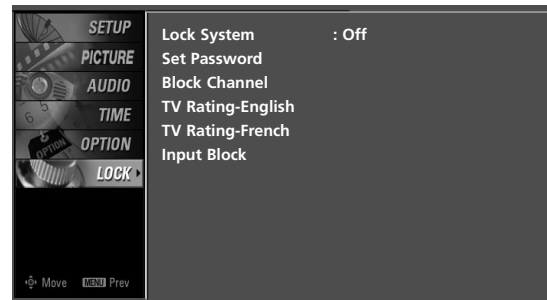 SETUP
PICTURE
AUDIO
TIME
OPTION
LOCK
Lock System : Off
Set Password
Block Channel
TV Rating-English
TV Rating-French
Input Block
Move MENU Prev